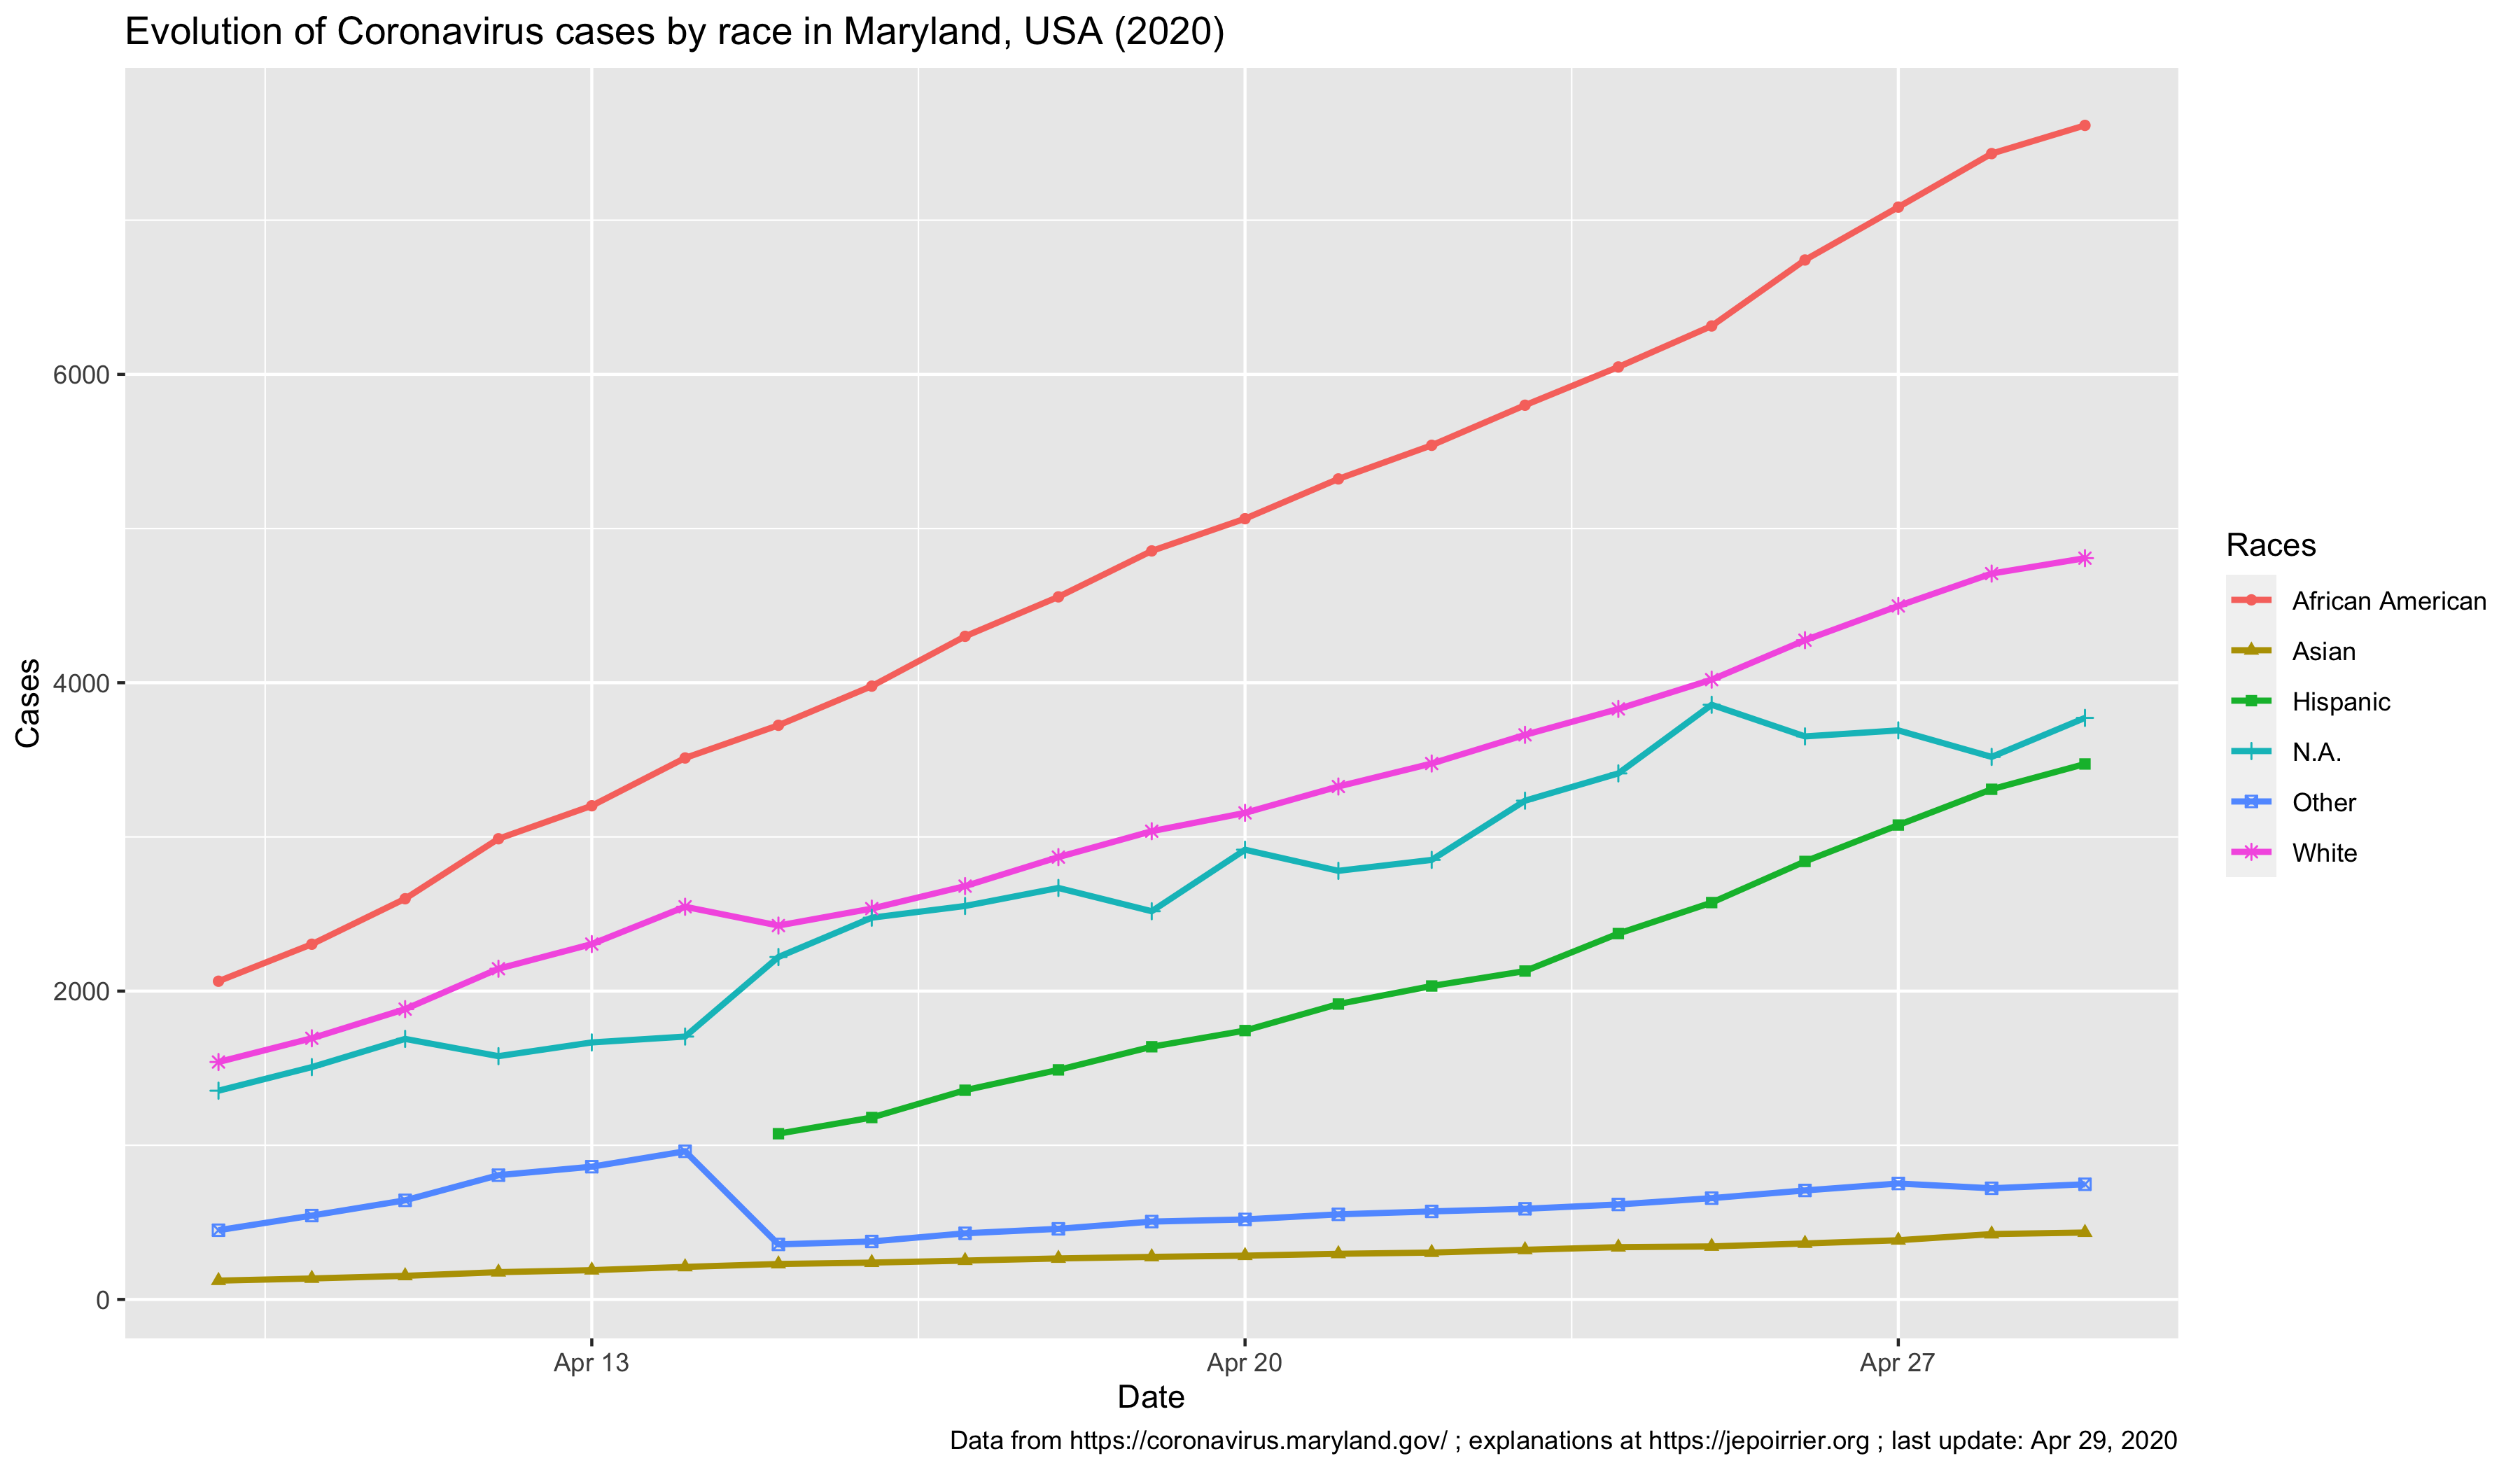 Evolution of Coronavirus cases by race in Maryland, USA (2020)
6000
4000
2000
0
Cases
Apr 13
Apr 20
Apr 27
Date
Races
African American
Asian
Hispanic
N.A.
Other
White
Data from https://coronavirus.maryland.gov/ ; explanations at https://jepoirrier.org ; last update: Apr 29, 2020